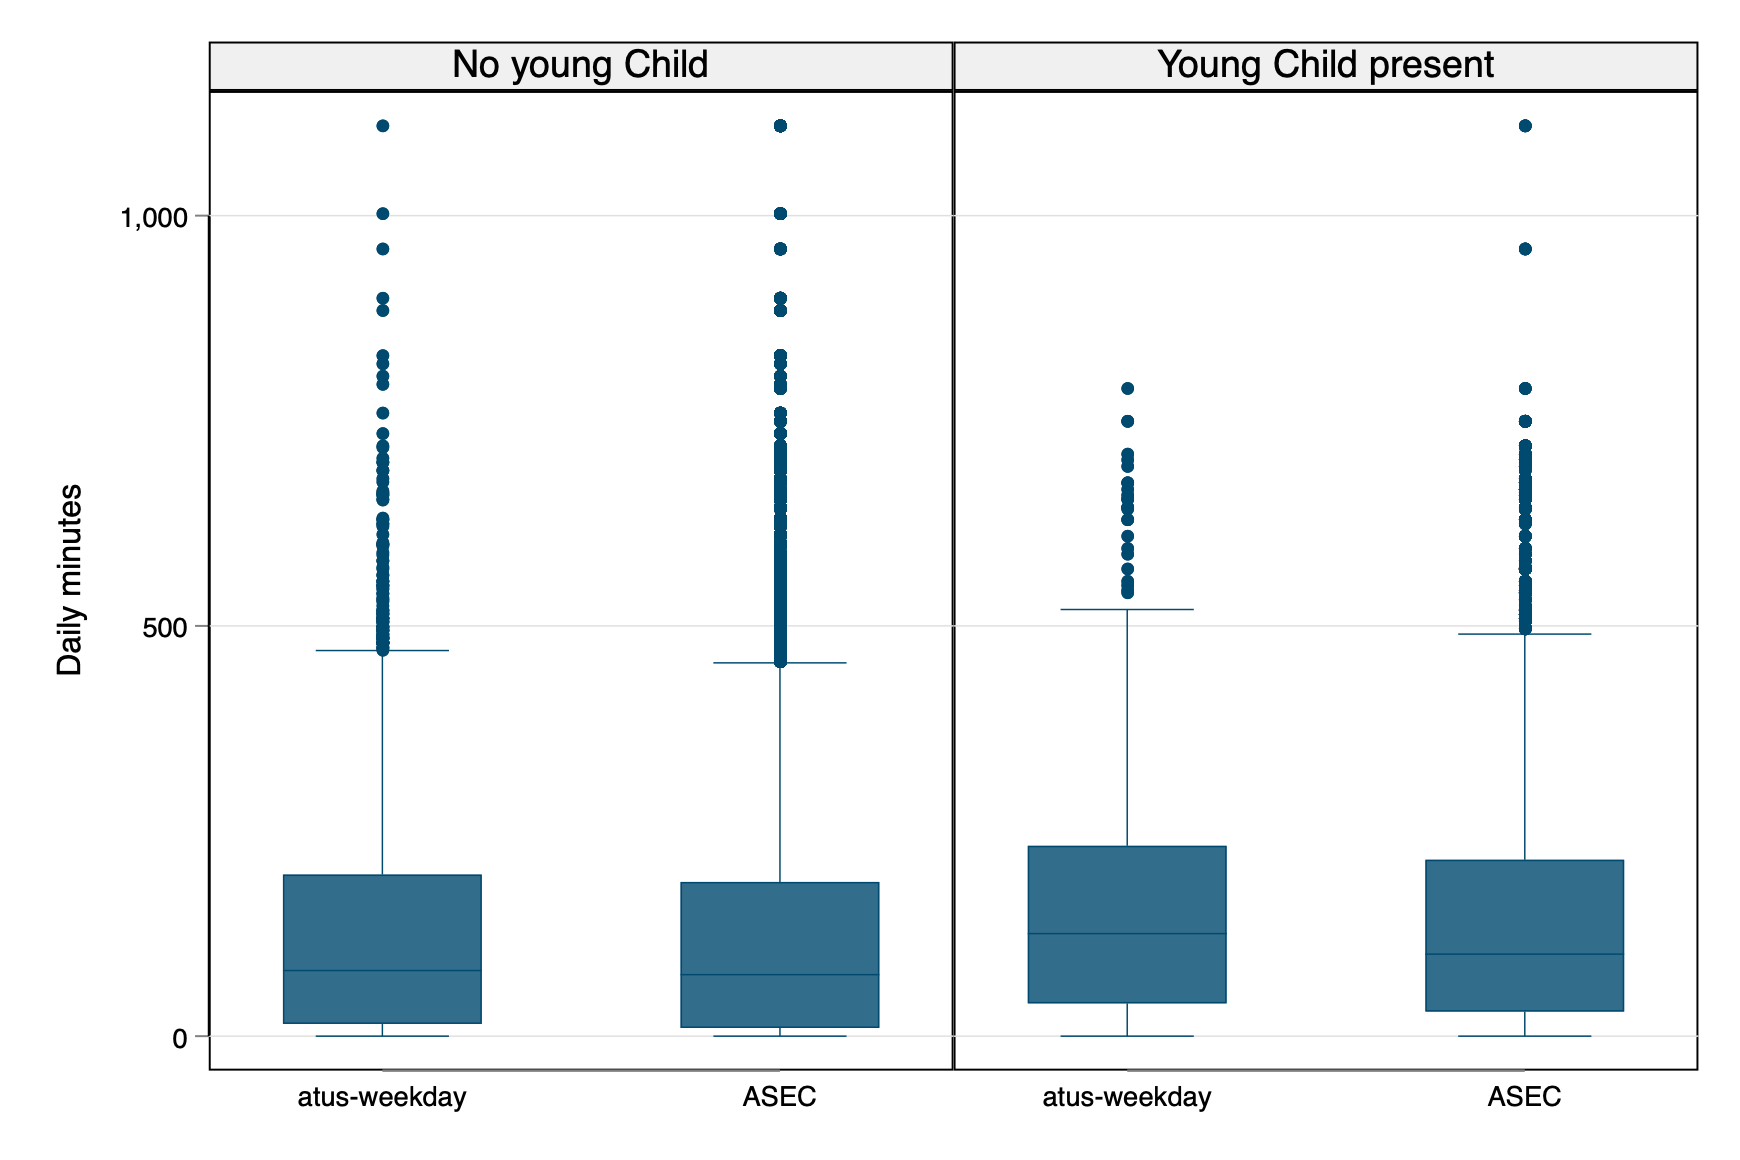 No young Child
Young Child present
Daily minutes
1,000
500
0
atus-weekday
ASEC
atus-weekday
ASEC